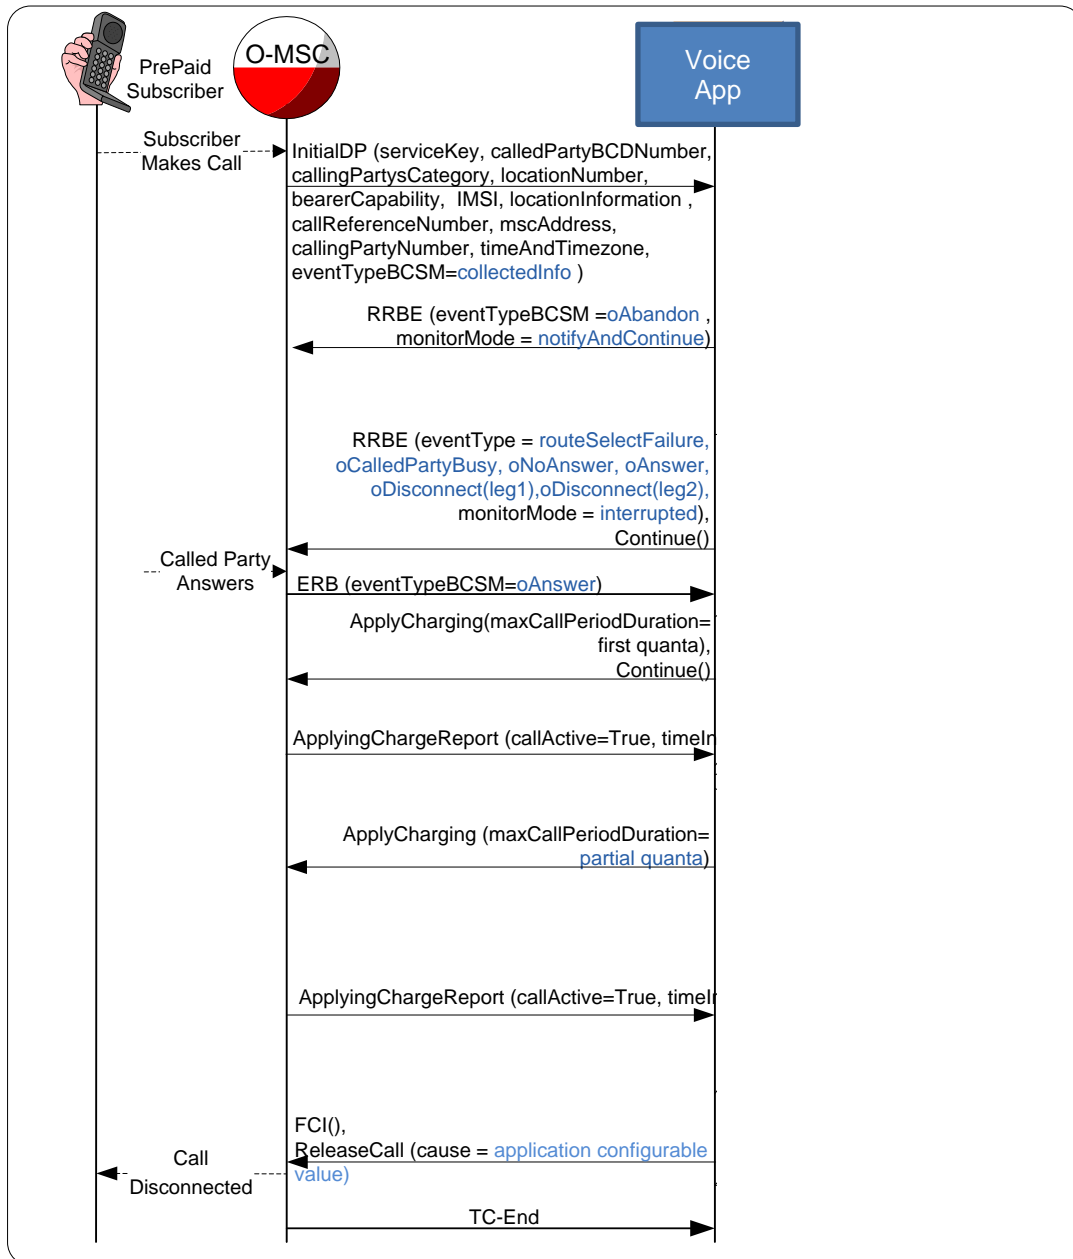 PrePaid
Subscriber
O-MSC
Voice
App
Subscriber
Makes Call
InitialDP (serviceKey, calledPartyBCDNumber,
callingPartysCategory, locationNumber,
bearerCapability, IMSI, locationInformation ,
callReferenceNumber, mscAddress,
callingPartyNumber, timeAndTimezone,
eventTypeBCSM=collectedInfo )
RRBE (eventTypeBCSM =oAbandon ,
monitorMode = notifyAndContinue)
RRBE (eventType = routeSelectFailure,
oCalledPartyBusy, oNoAnswer, oAnswer,
oDisconnect(leg1),oDisconnect(leg2),
monitorMode = interrupted),
Continue()
Called Party
Answers
ERB (eventTypeBCSM=oAnswer)
ApplyCharging(maxCallPeriodDuration=
first quanta),
Continue()
ApplyingChargeReport (callActive=True,
ApplyCharging (maxCallPeriodDuration=
partial quanta)
ApplyingChargeReport (callActive=True,
FCI(),
ReleaseCall (cause = application configurable
value)
Call
Disconnected
TC-End